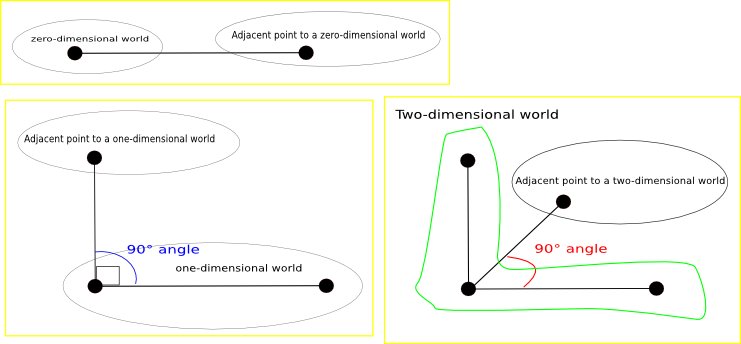 zero-dimensional world
Adjacent point to a zero-dimensional world
Adjacent point to a one-dimensional world
90° angle
one-dimensional world
Two-dimensional world
Adjacent point to a two-dimensional world
90° angle